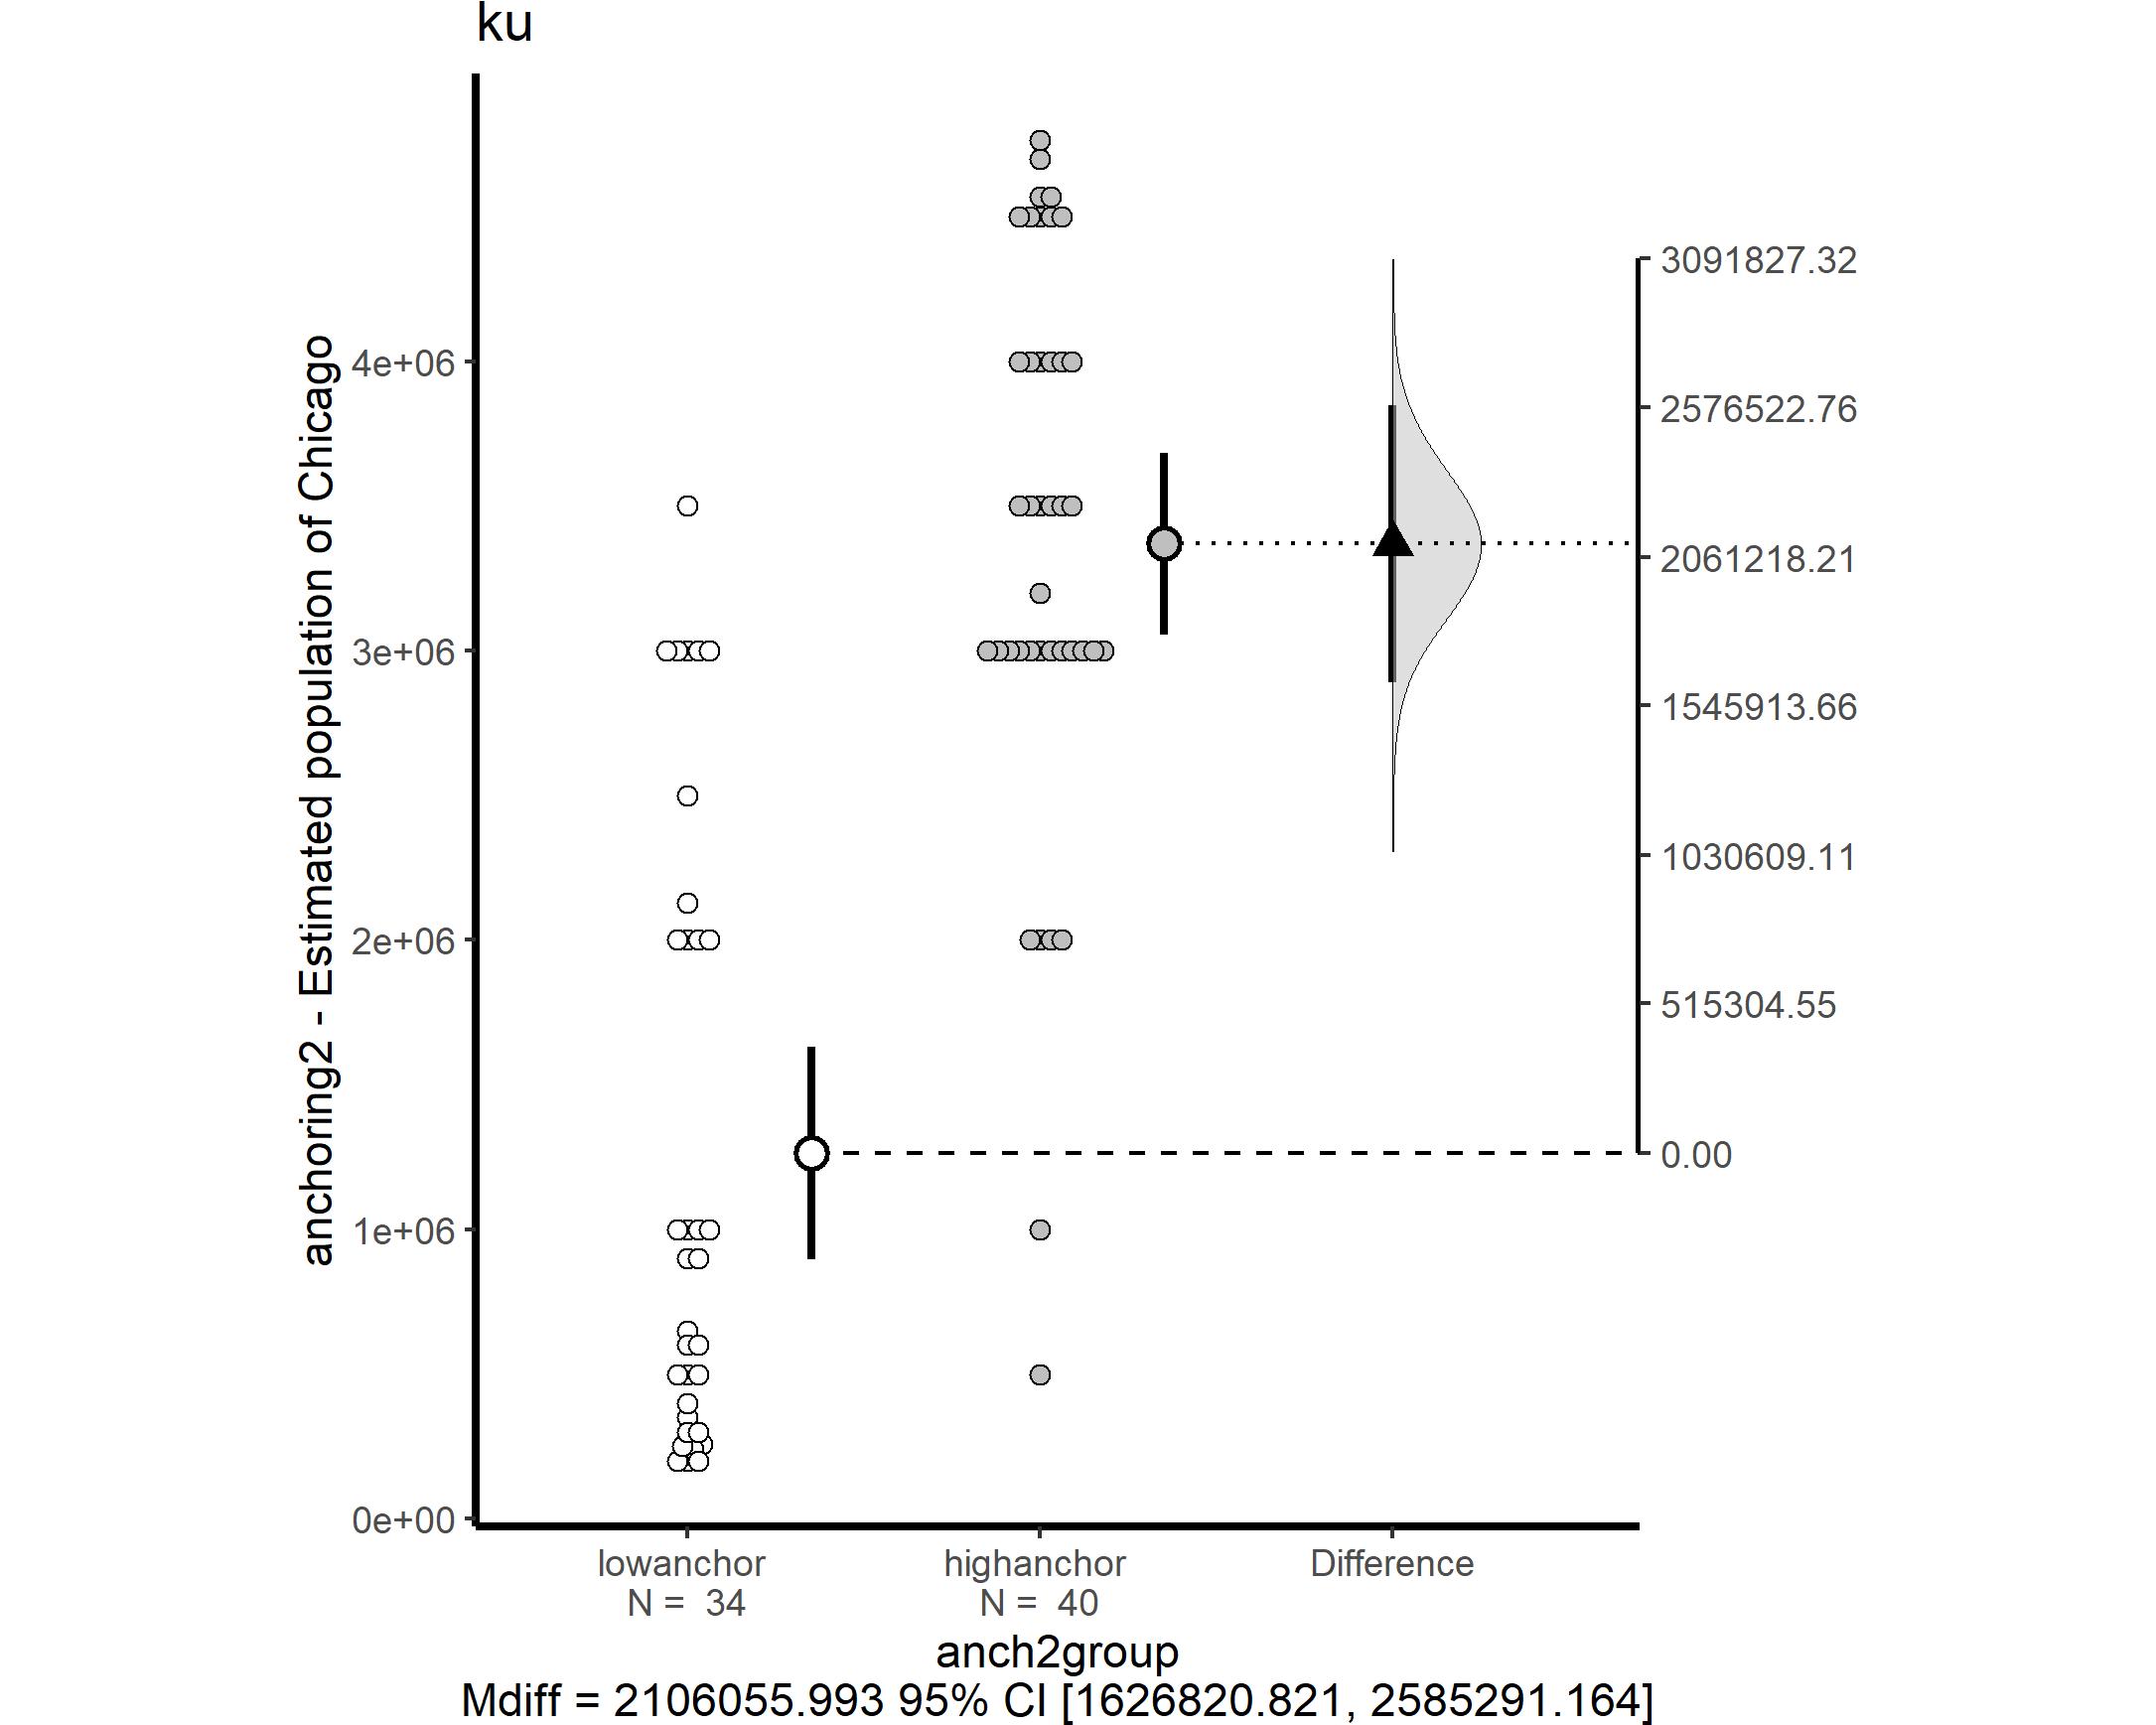 ku
anchoring2 - Estimated population of Chicago
4e+06
3e+06
2e+06
1e+06
0e+00
3091827.32
2576522.76
2061218.21
1545913.66
1030609.11
515304.55
0.00
lowanchor
N =  34
highanchor
N =  40
Difference
anch2group
Mdiff = 2106055.993 95% CI [1626820.821, 2585291.164]